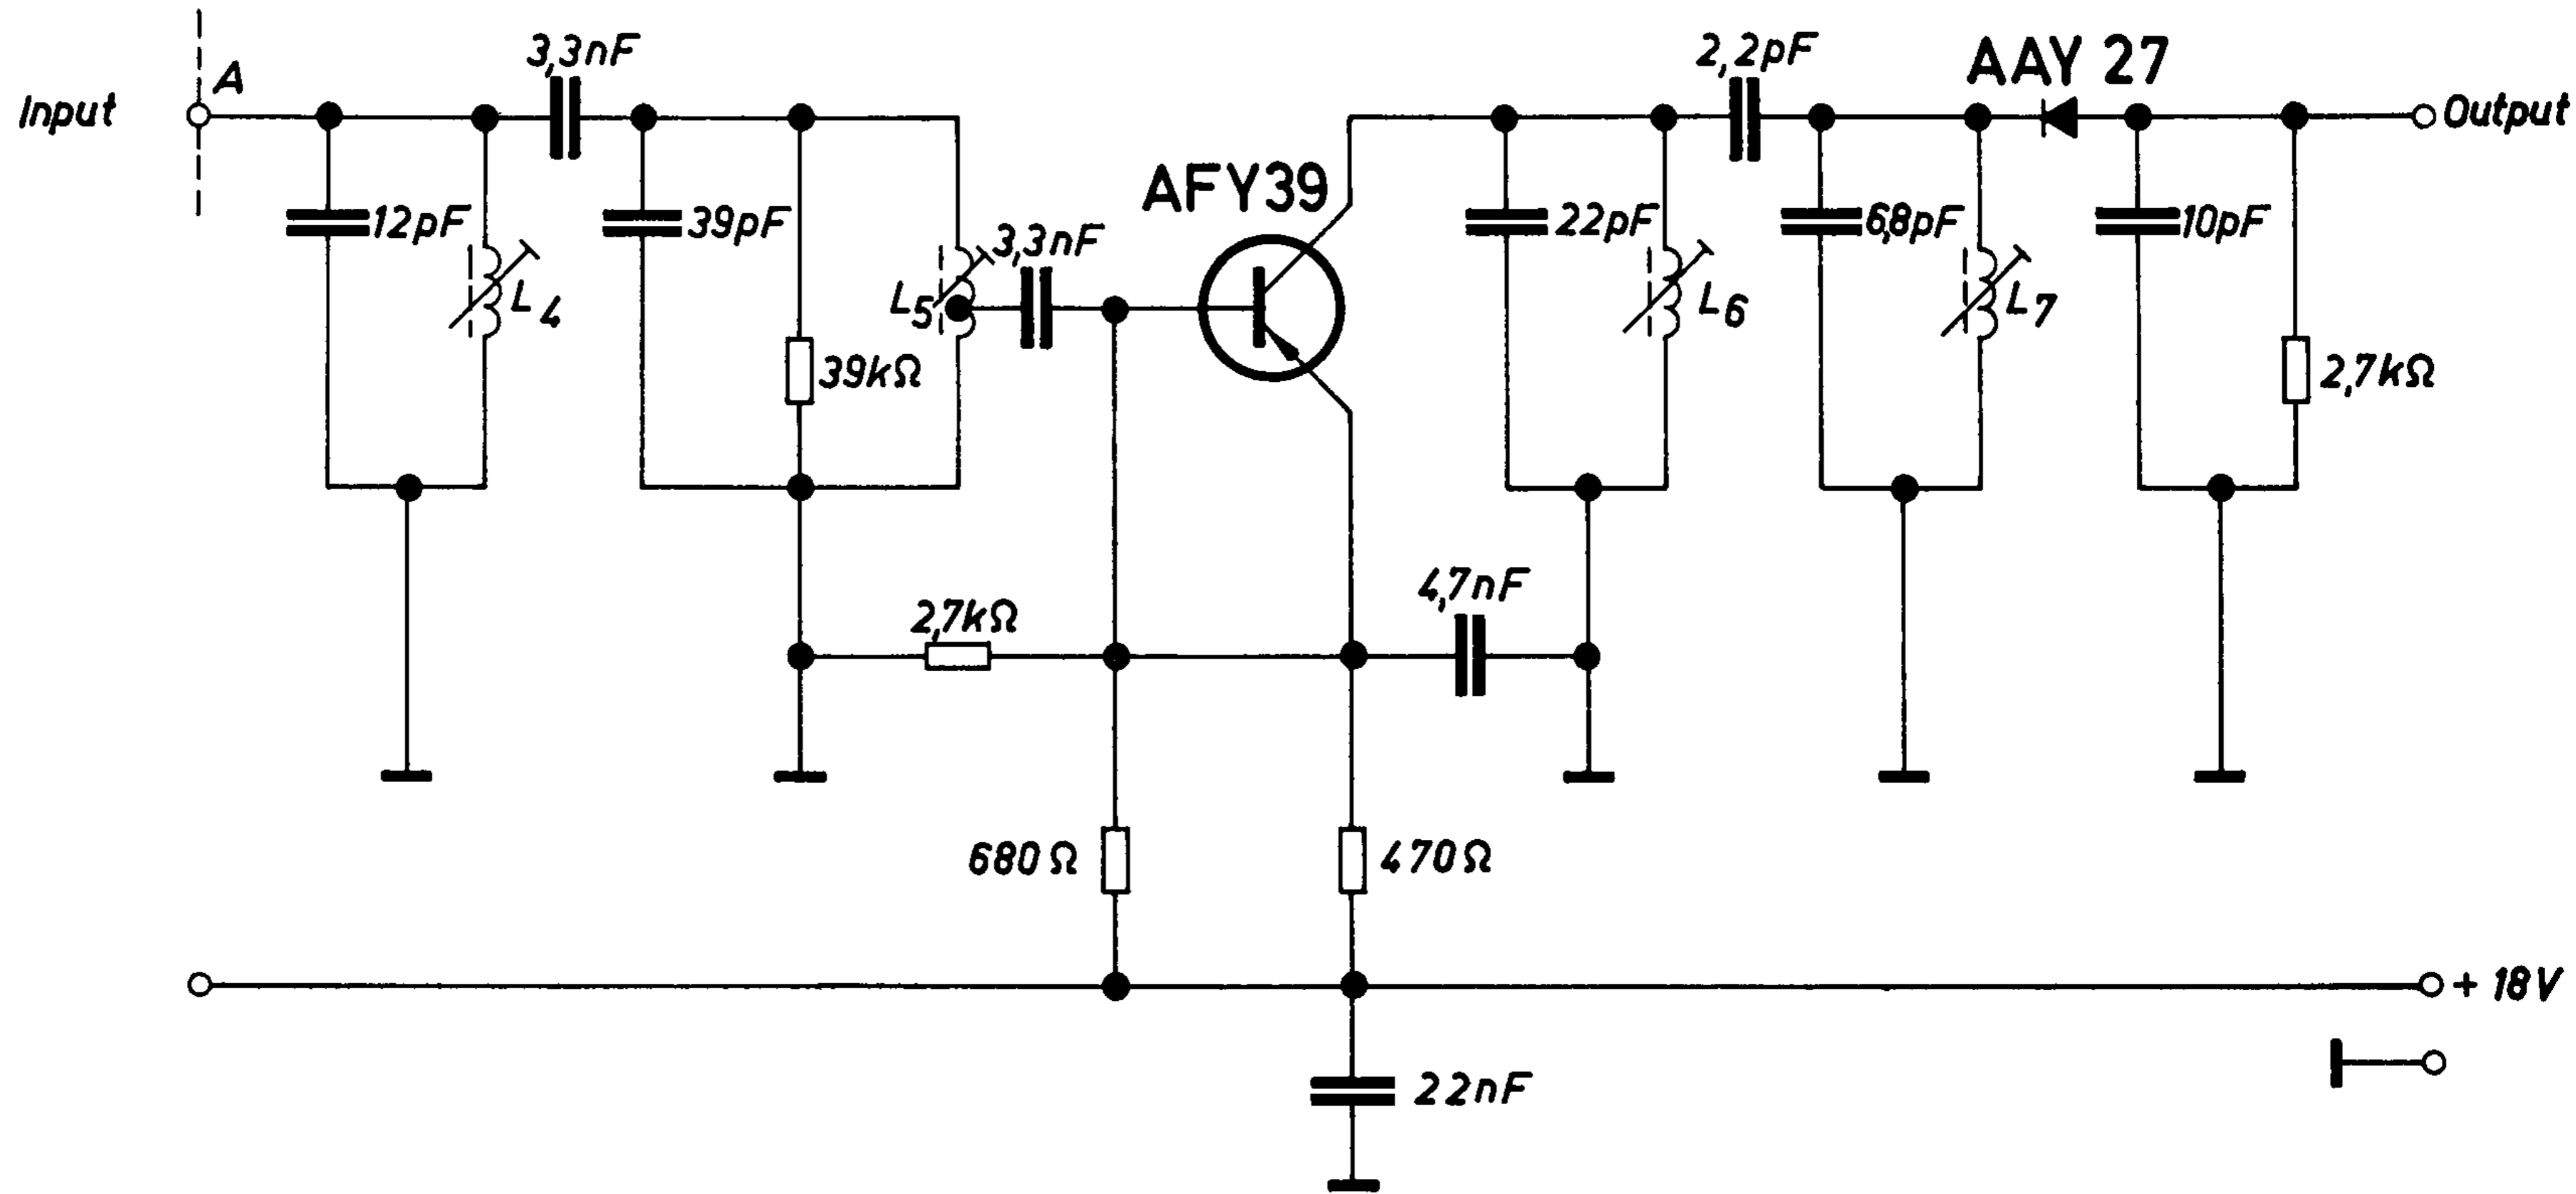 Input
A
3,3nF
12pF
L4
39pF
39kΩ
L5
3,3nF
AFY39
2,2pF
AAY 27
Output
22pF
L6
6,8pF
L7
10pF
2,7kΩ
2,7kΩ
4,7nF
680Ω
470Ω
+ 18V
22nF